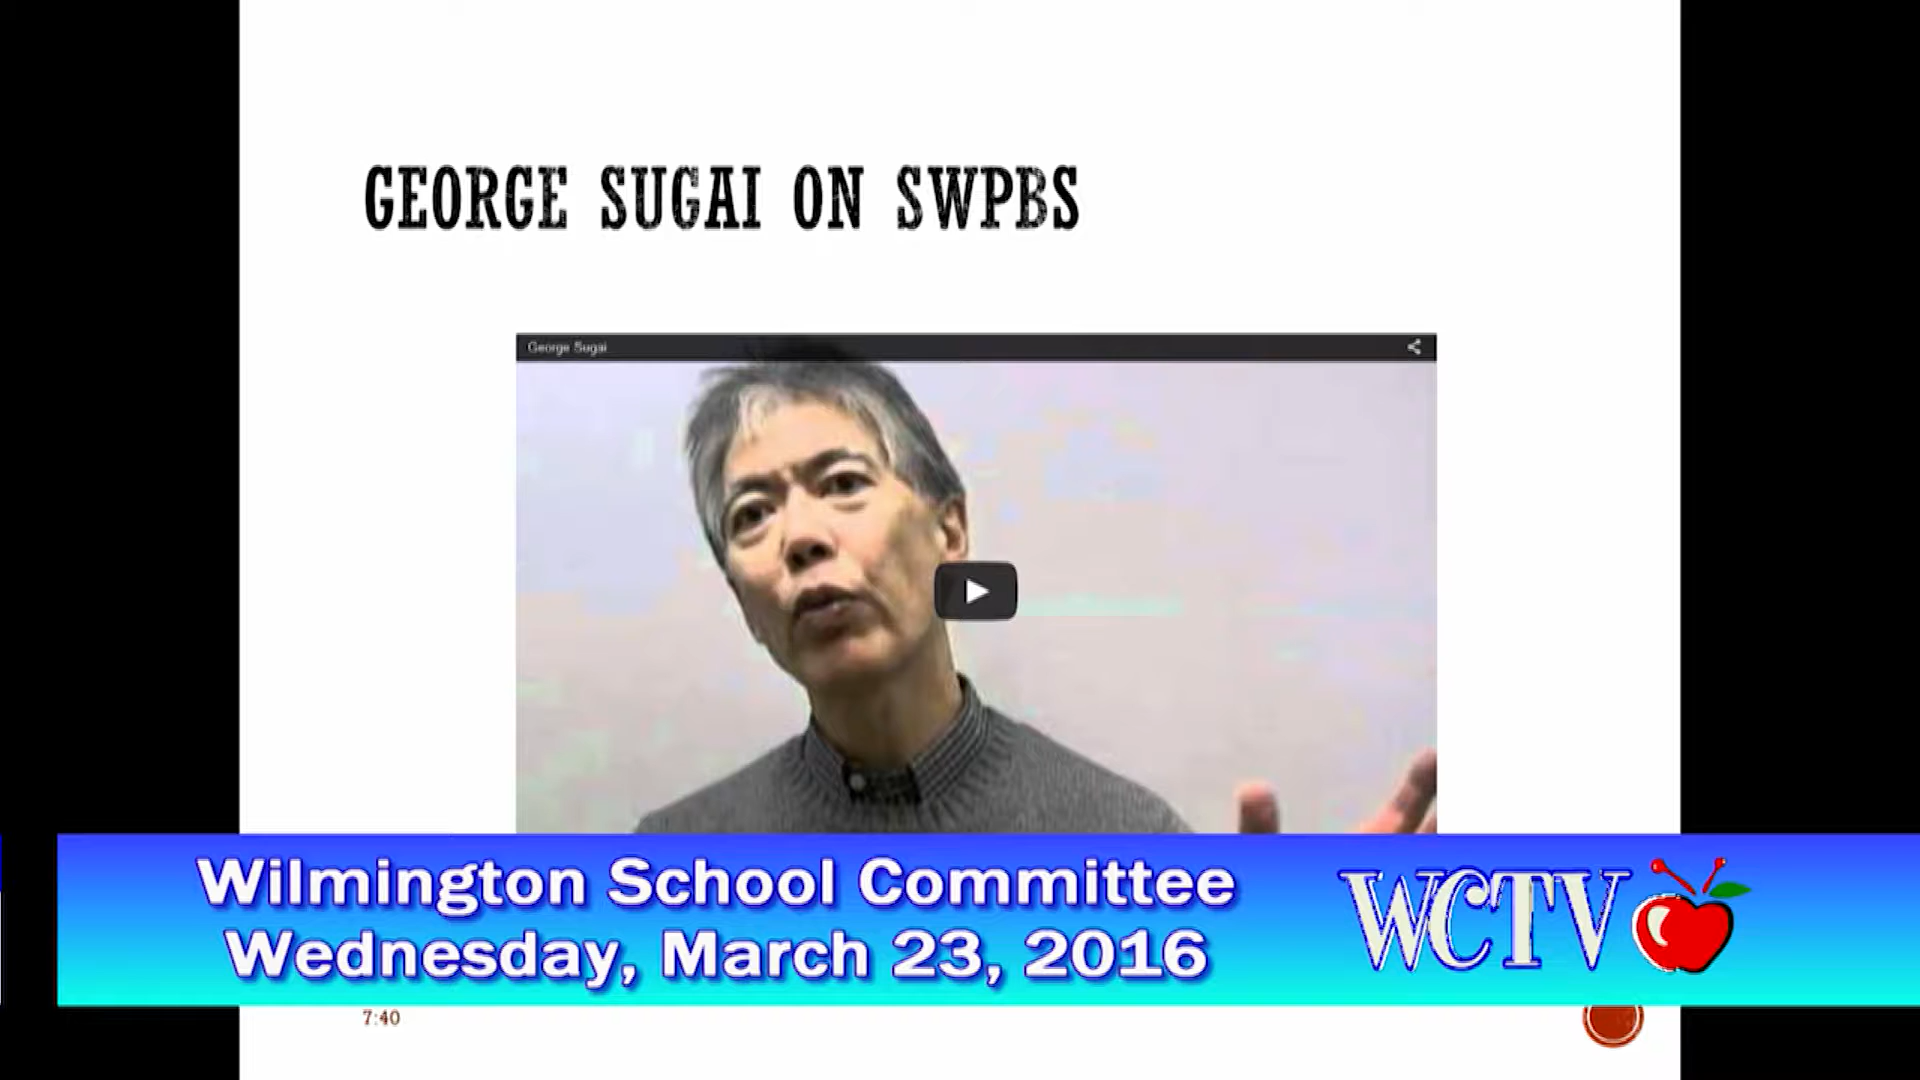 GEORGE SUGAI ON SWPBS
George Sugai
Wilmington School Committee
Wednesday, March 23, 2016
WCTV
7:40